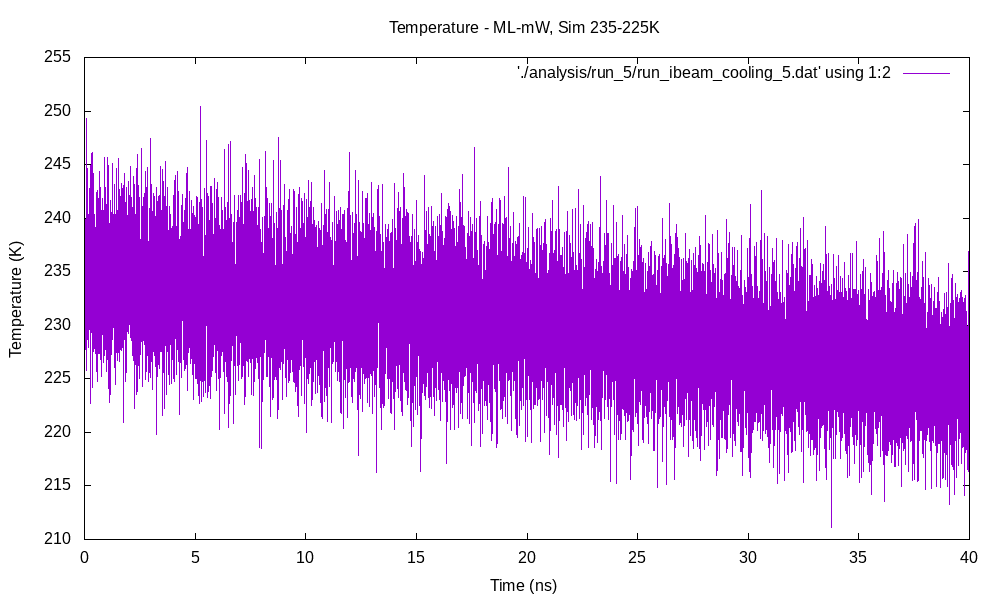 Temperature - ML-mW, Sim 235-225K
'./analysis/run_5/run_ibeam_cooling_5.dat' using 1:2
255
250
245
240
235
230
225
220
215
210
Temperature (K)
0 5 10 15 20 25 30 35 40
Time (ns)